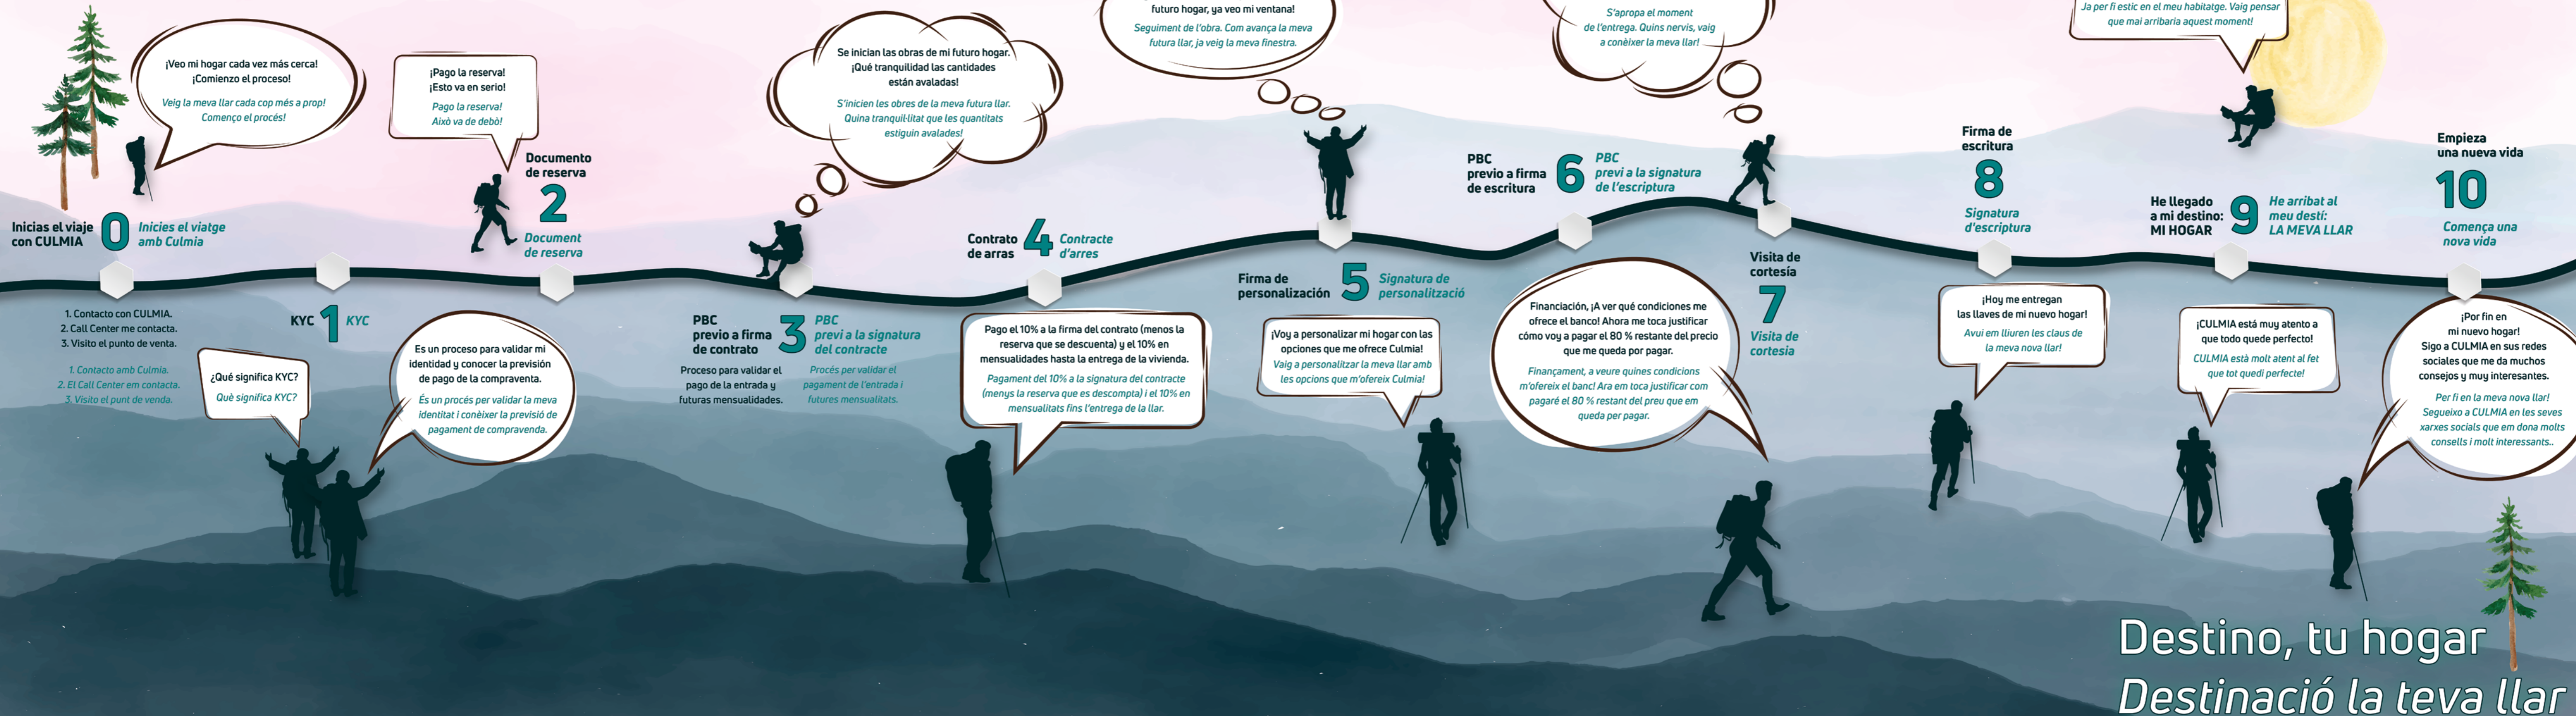 ¡Veo mi hogar cada vez más cerca!
¡Comienzo el proceso!
Veig la meva llar cada cop més a prop!
Començo el procés!
Inicias el viaje
con CULMIA
0
Inicies el viatge
amb Culmia
1. Contacto con CULMIA.
2. Call Center me contacta.
3. Visito el punto de venta.
1. Contacto amb Culmia.
2. El Call Center em contacta.
3. Visito el punt de venda.
KYC
1
KYC
¿Qué significa KYC?
Què significa KYC?
Es un proceso para validar mi
identidad y conocer la previsión
de pago de la compraventa.
És un procés per validar la meva
identitat i conèixer la previsió de
pagament de compravenda.
¡Pago la reserva!
¡Esto va en serio!
Pago la reserva!
Això va de debò!
Documento
de reserva
2
Document
de reserva
Se inician las obras de mi futuro hogar.
¡Qué tranquilidad las cantidades
están avaladas!
S'inicien les obres de la meva futura llar.
Quina tranquil·litat que les quantitats
estiguin avalades!
PBC
previo a firma
de contrato
3
PBC
previ a la signatura
del contracte
Proceso para validar el
pago de la entrada y
futuras mensualidades.
Procés per validar el
pagament de l'entrada i
futures mensualitats.
Contrato
de arras
4
Contracte
d'arres
Pago el 10% a la firma del contrato (menos la
reserva que se descuenta) y el 10% en
mensualidades hasta la entrega de la vivienda.
Pagament del 10% a la signatura del contracte
(menys la reserva que es descompta) i el 10% en
mensualitats fins l'entrega de la llar.
futuro hogar, ya veo mi ventana!
Seguiment de l'obra. Com avança la meva
futura llar, ja veig la meva finestra.
Firma de
personalización
5
Signatura de
personalització
¡Voy a personalizar mi hogar con las
opciones que me ofrece Culmia!
Vaig a personalitzar la meva llar amb
les opcions que m'ofereix Culmia!
PBC
previo a firma
de escritura
6
PBC
previ a la signatura
de l'escriptura
Financiación, ¡A ver qué condiciones me
ofrece el banco! Ahora me toca justificar
cómo voy a pagar el 80 % restante del precio
que me queda por pagar.
Finançament, a veure quines condicions
m'ofereix el banc! Ara em toca justificar com
pagaré el 80 % restant del preu que em
queda per pagar.
S'apropa el moment
de l'entrega. Quins nervis, vaig
a conèixer la meva llar!
Visita de
cortesía
7
Visita de
cortesia
Firma de
escritura
8
Signatura
d'escriptura
¡Hoy me entregan
las llaves de mi nuevo hogar!
Avui em lliuren les claus de
la meva nova llar!
Ja per fi estic en el meu habitatge. Vaig pensar
que mai arribaria aquest moment!
He llegado
a mi destino:
MI HOGAR
9
He arribat al
meu destí:
LA MEVA LLAR
¡CULMIA está muy atento a
que todo quede perfecto!
CULMIA està molt atent al fet
que tot quedi perfecte!
Empieza
una nueva vida
10
Comença una
nova vida
¡Por fin en
mi nuevo hogar!
Sigo a CULMIA en sus redes
sociales que me da muchos
consejos y muy interesantes.
Per fi en la meva nova llar!
Segueixo a CULMIA en les seves
xarxes socials que em dona molts
consells i molt interessants..
Destino, tu hogar
Destinació la teva llar